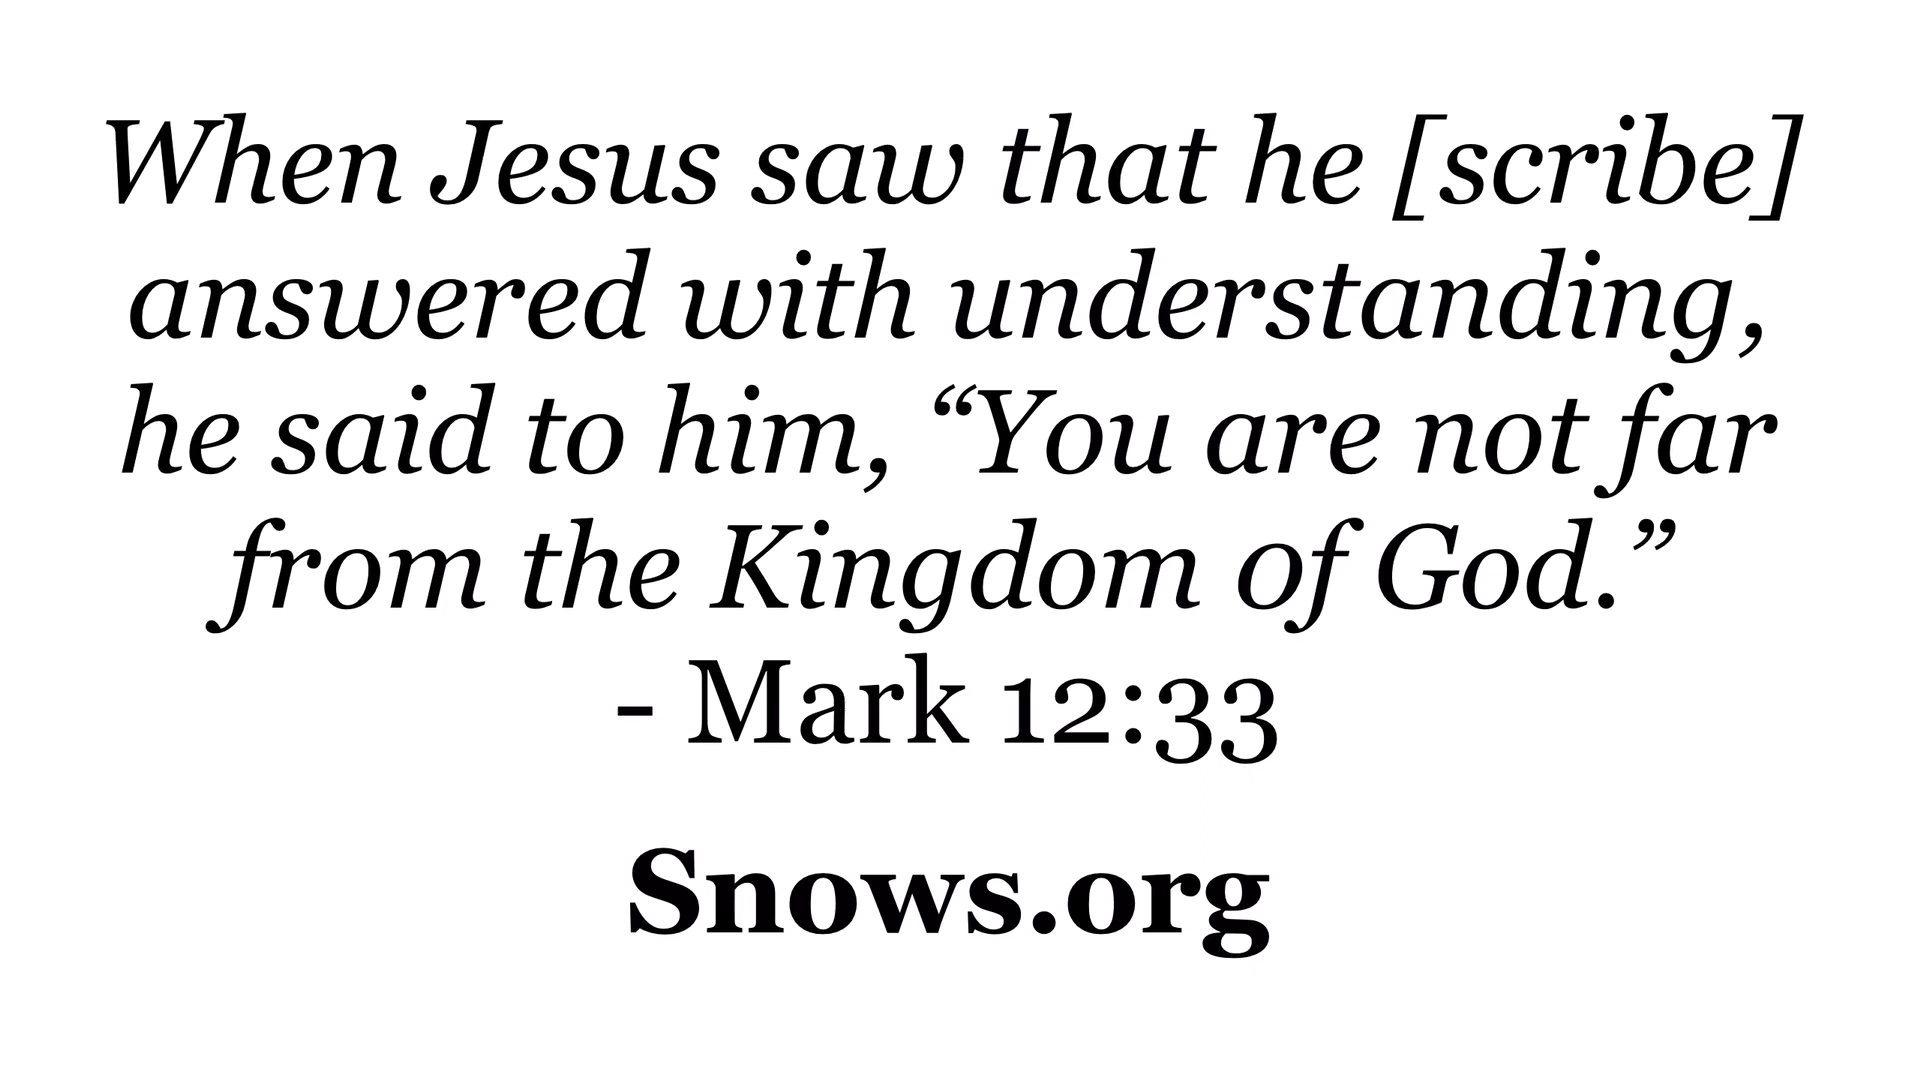 When Jesus saw that he [scribe]
answered with understanding,
he said to him, “You are not far
from the Kingdom of God.”
- Mark 12:33
Snows.org